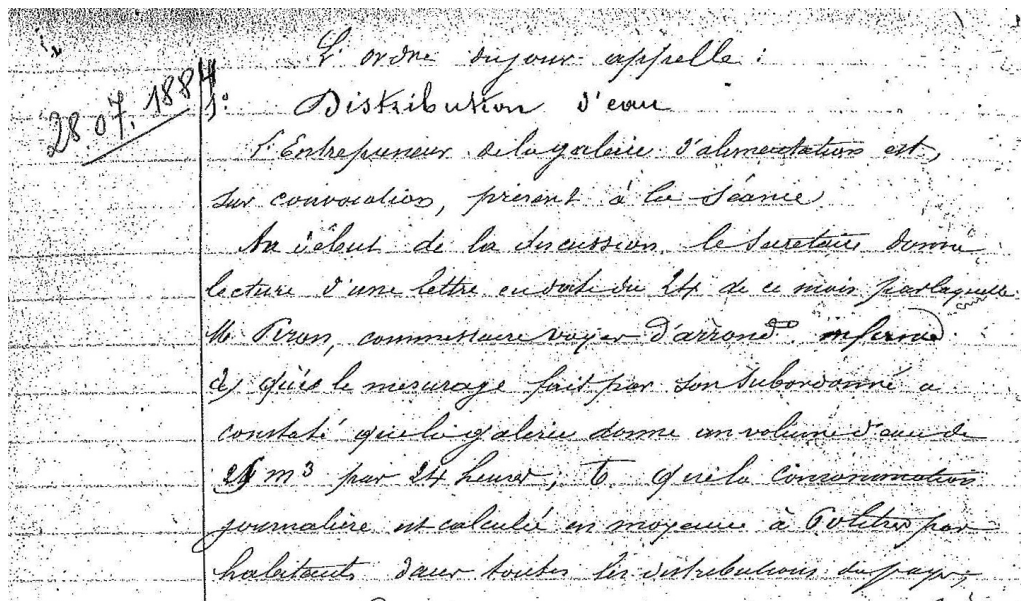 L'ordre du jour appelle :
28.07.1884
1° Distribution d'eau
L'Entrepreneur de la galerie d'alimentation est,
sur convocation, présent à la séance
Au début de la discussion, le Secrétaire donne
lecture d'une lettre en date du 24 de ce mois par laquelle
M. Piron, commissaire voyer d'arrond^t informe
a) que le mesurage fait par son subordonné a
constaté que la galerie donne un volume d'eau de
m³ par 24 heures; b. que la consommation
journalière est calculée en moyenne à litres par
habitants dans toutes les distributions du pays;